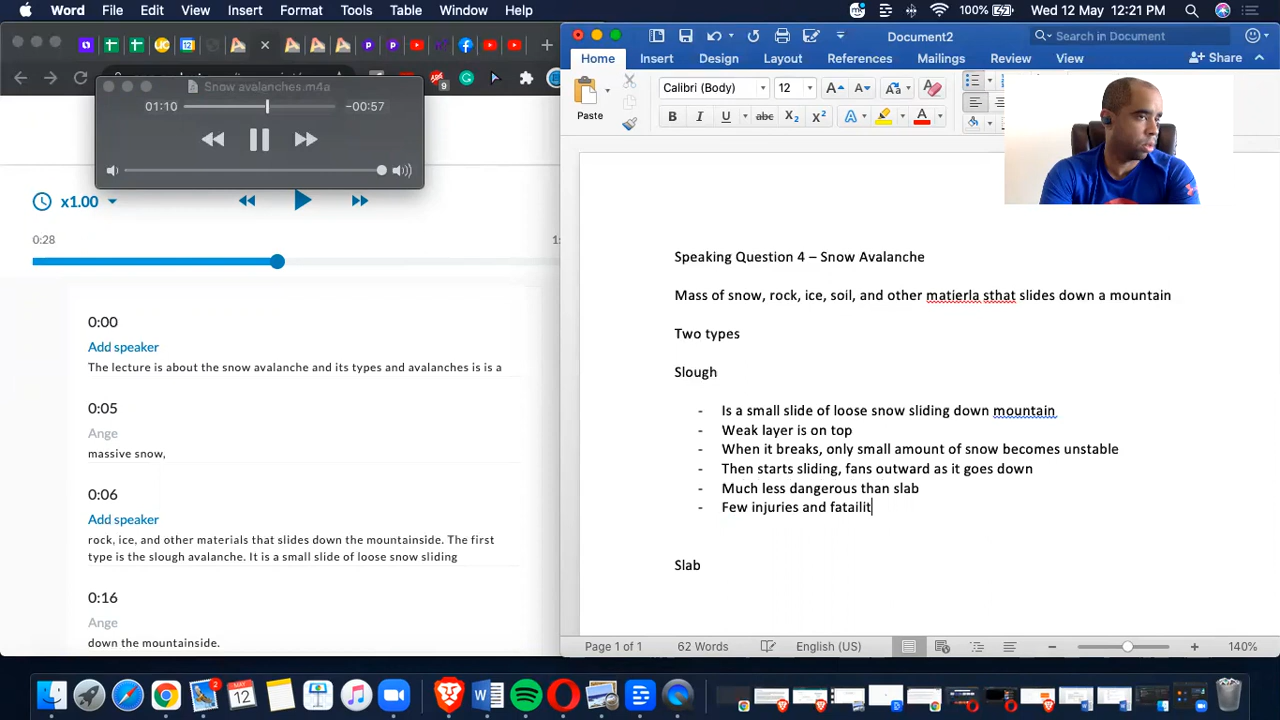 Word File Edit View Insert Format Tools Table Window Help
100% Wed 12 May 12:21 PM
Document2
Search in Document
Home Insert Design Layout References Mailings Review View Share
Snow avalanches.m4a
01:10 −00:57
Paste
Calibri (Body) 12
B I U abc X₂ X²
x1.00
0:28
1:
0:00
Add speaker
The lecture is about the snow avalanche and its types and avalanches is is a
0:05
Ange
massive snow,
0:06
Add speaker
rock, ice, and other materials that slides down the mountainside. The first
type is the slough avalanche. It is a small slide of loose snow sliding
0:16
Ange
down the mountainside.
Speaking Question 4 – Snow Avalanche
Mass of snow, rock, ice, soil, and other matierla sthat slides down a mountain
Two types
Slough
- Is a small slide of loose snow sliding down mountain
- Weak layer is on top
- When it breaks, only small amount of snow becomes unstable
- Then starts sliding, fans outward as it goes down
- Much less dangerous than slab
- Few injuries and fatailit
Slab
Page 1 of 1 62 Words English (US) 140%